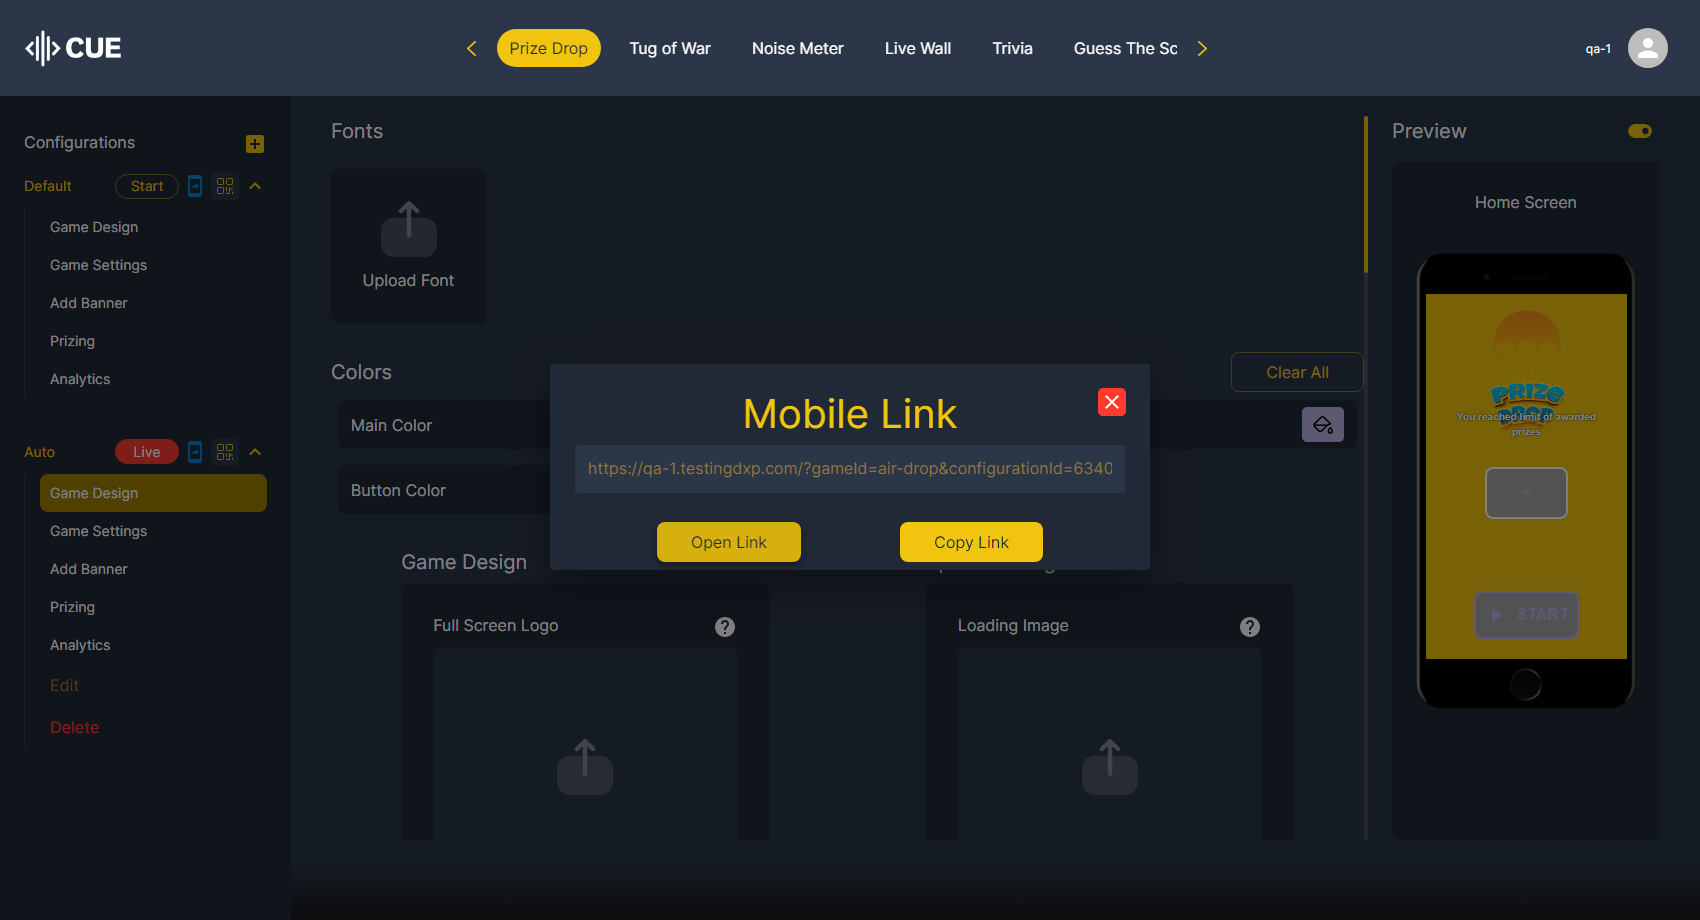 CUE
Prize Drop
Tug of War
Noise Meter
Live Wall
Trivia
Guess The Sc
qa-1
Configurations
Default
Start
Game Design
Game Settings
Add Banner
Prizing
Analytics
Auto
Live
Game Design
Game Settings
Add Banner
Prizing
Analytics
Edit
Delete
Fonts
Upload Font
Colors
Clear All
Main Color
Button Color
Mobile Link
https://qa-1.testingdxp.com/?gameId=air-drop&configurationId=6340
Open Link
Copy Link
Game Design
Full Screen Logo
Loading Image
Preview
Home Screen
PRIZE
DROP
You reached limit of awarded
prizes
START